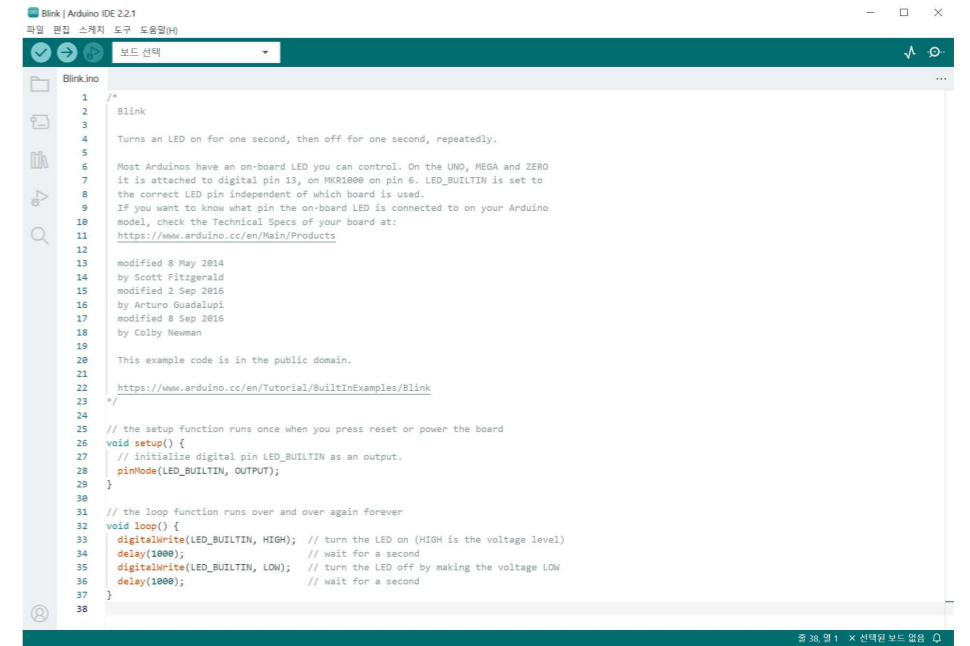 Blink | Arduino IDE 2.2.1
파일 편집 스케치 도구 도움말(H)
보드 선택
Blink.ino
1 /*
2 Blink
3
4 Turns an LED on for one second, then off for one second, repeatedly.
5
6 Most Arduinos have an on-board LED you can control. On the UNO, MEGA and ZERO
7 it is attached to digital pin 13, on MKR1000 on pin 6. LED_BUILTIN is set to
8 the correct LED pin independent of which board is used.
9 If you want to know what pin the on-board LED is connected to on your Arduino
10 model, check the Technical Specs of your board at:
11 https://www.arduino.cc/en/Main/Products
12
13 modified 8 May 2014
14 by Scott Fitzgerald
15 modified 2 Sep 2016
16 by Arturo Guadalupi
17 modified 8 Sep 2016
18 by Colby Newman
19
20 This example code is in the public domain.
21
22 https://www.arduino.cc/en/Tutorial/BuiltInExamples/Blink
23 */
24
25 // the setup function runs once when you press reset or power the board
26 void setup() {
27 // initialize digital pin LED_BUILTIN as an output.
28 pinMode(LED_BUILTIN, OUTPUT);
29 }
30
31 // the loop function runs over and over again forever
32 void loop() {
33 digitalWrite(LED_BUILTIN, HIGH); // turn the LED on (HIGH is the voltage level)
34 delay(1000); // wait for a second
35 digitalWrite(LED_BUILTIN, LOW); // turn the LED off by making the voltage LOW
36 delay(1000); // wait for a second
37 }
38
줄 38, 열 1 × 선택된 보드 없음